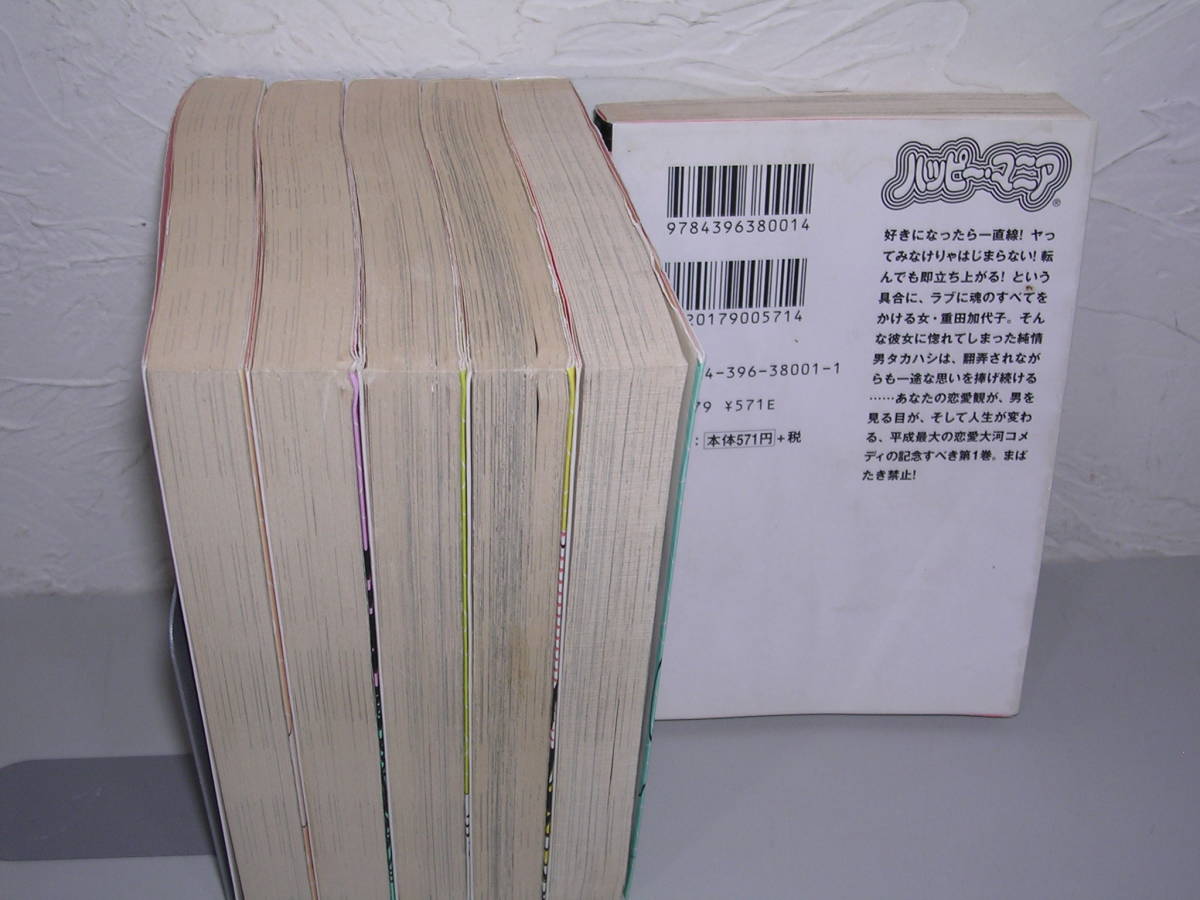 ハッピー・マニア
®
9784396380014
20179005714
4-396-38001-1
79 ¥571E
: 本体571円+税
好きになったら一直線! ヤっ
てみなけりゃはじまらない! 転
んでも即立ち上がる! という
具合に、ラブに魂のすべてを
かける女・重田加代子。そん
な彼女に惚れてしまった純情
男タカハシは、翻弄されなが
らも一途な思いを捧げ続ける
……あなたの恋愛観が、男を
見る目が、そして人生が変わ
る、平成最大の恋愛大河コメ
ディの記念すべき第1巻。まば
たき禁止!